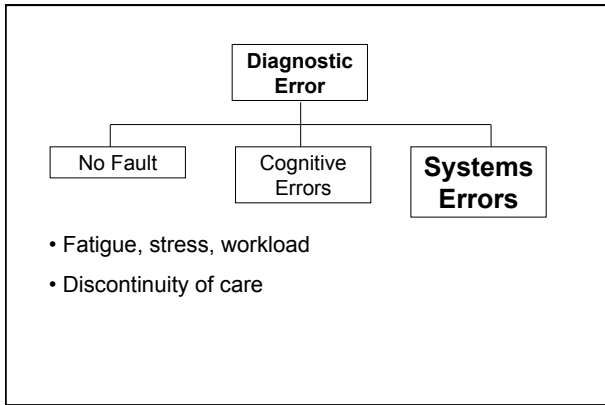 Diagnostic
Error
No Fault
Cognitive
Errors
Systems
Errors
• Fatigue, stress, workload
• Discontinuity of care